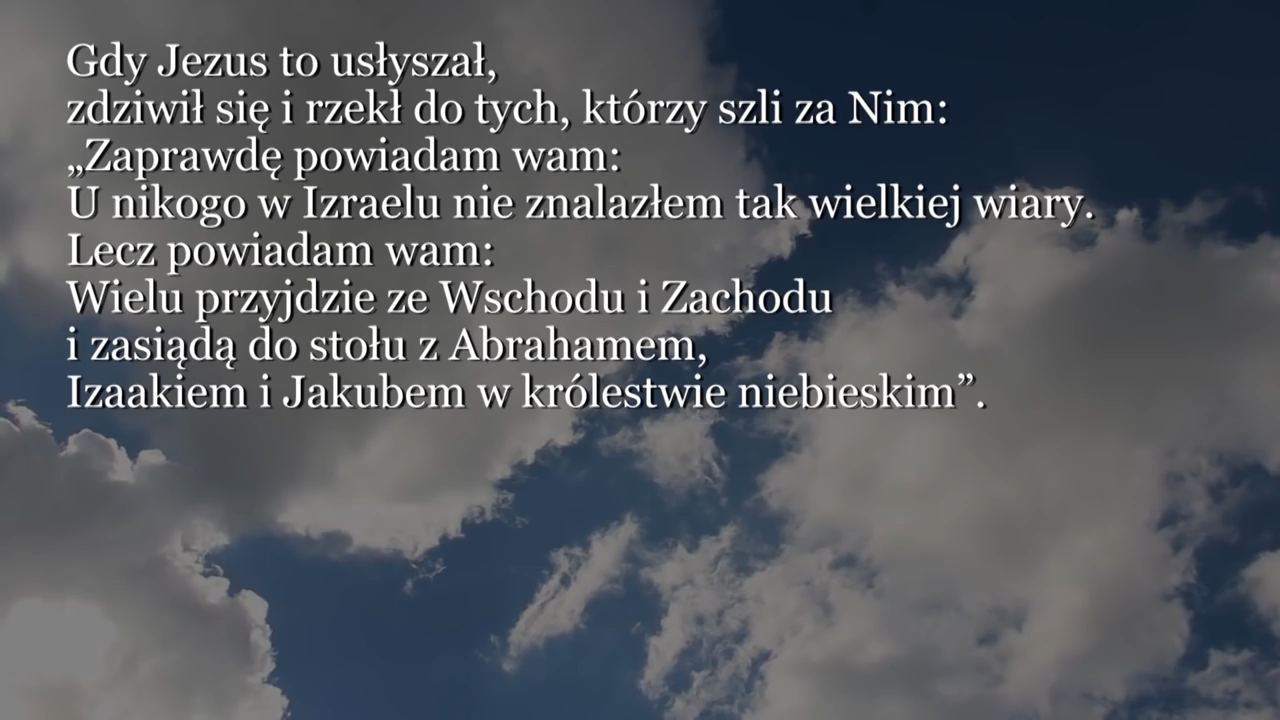 Gdy Jezus to usłyszał,
zdziwił się i rzekł do tych, którzy szli za Nim:
„Zaprawdę powiadam wam:
U nikogo w Izraelu nie znalazłem tak wielkiej wiary.
Lecz powiadam wam:
Wielu przyjdzie ze Wschodu i Zachodu
i zasiądą do stołu z Abrahamem,
Izaakiem i Jakubem w królestwie niebieskim”.